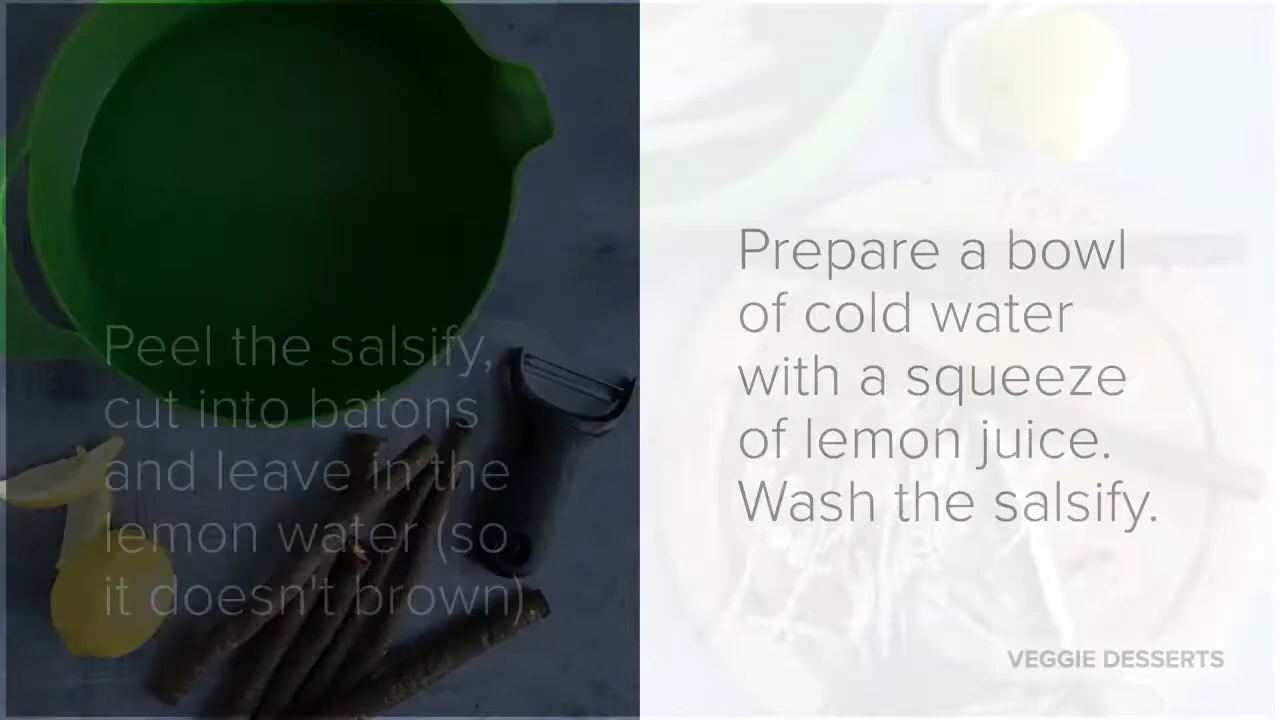 Peel the salsify,
cut into batons
and leave in the
lemon water (so
it doesn't brown)
Prepare a bowl
of cold water
with a squeeze
of lemon juice.
Wash the salsify.
VEGGIE DESSERTS